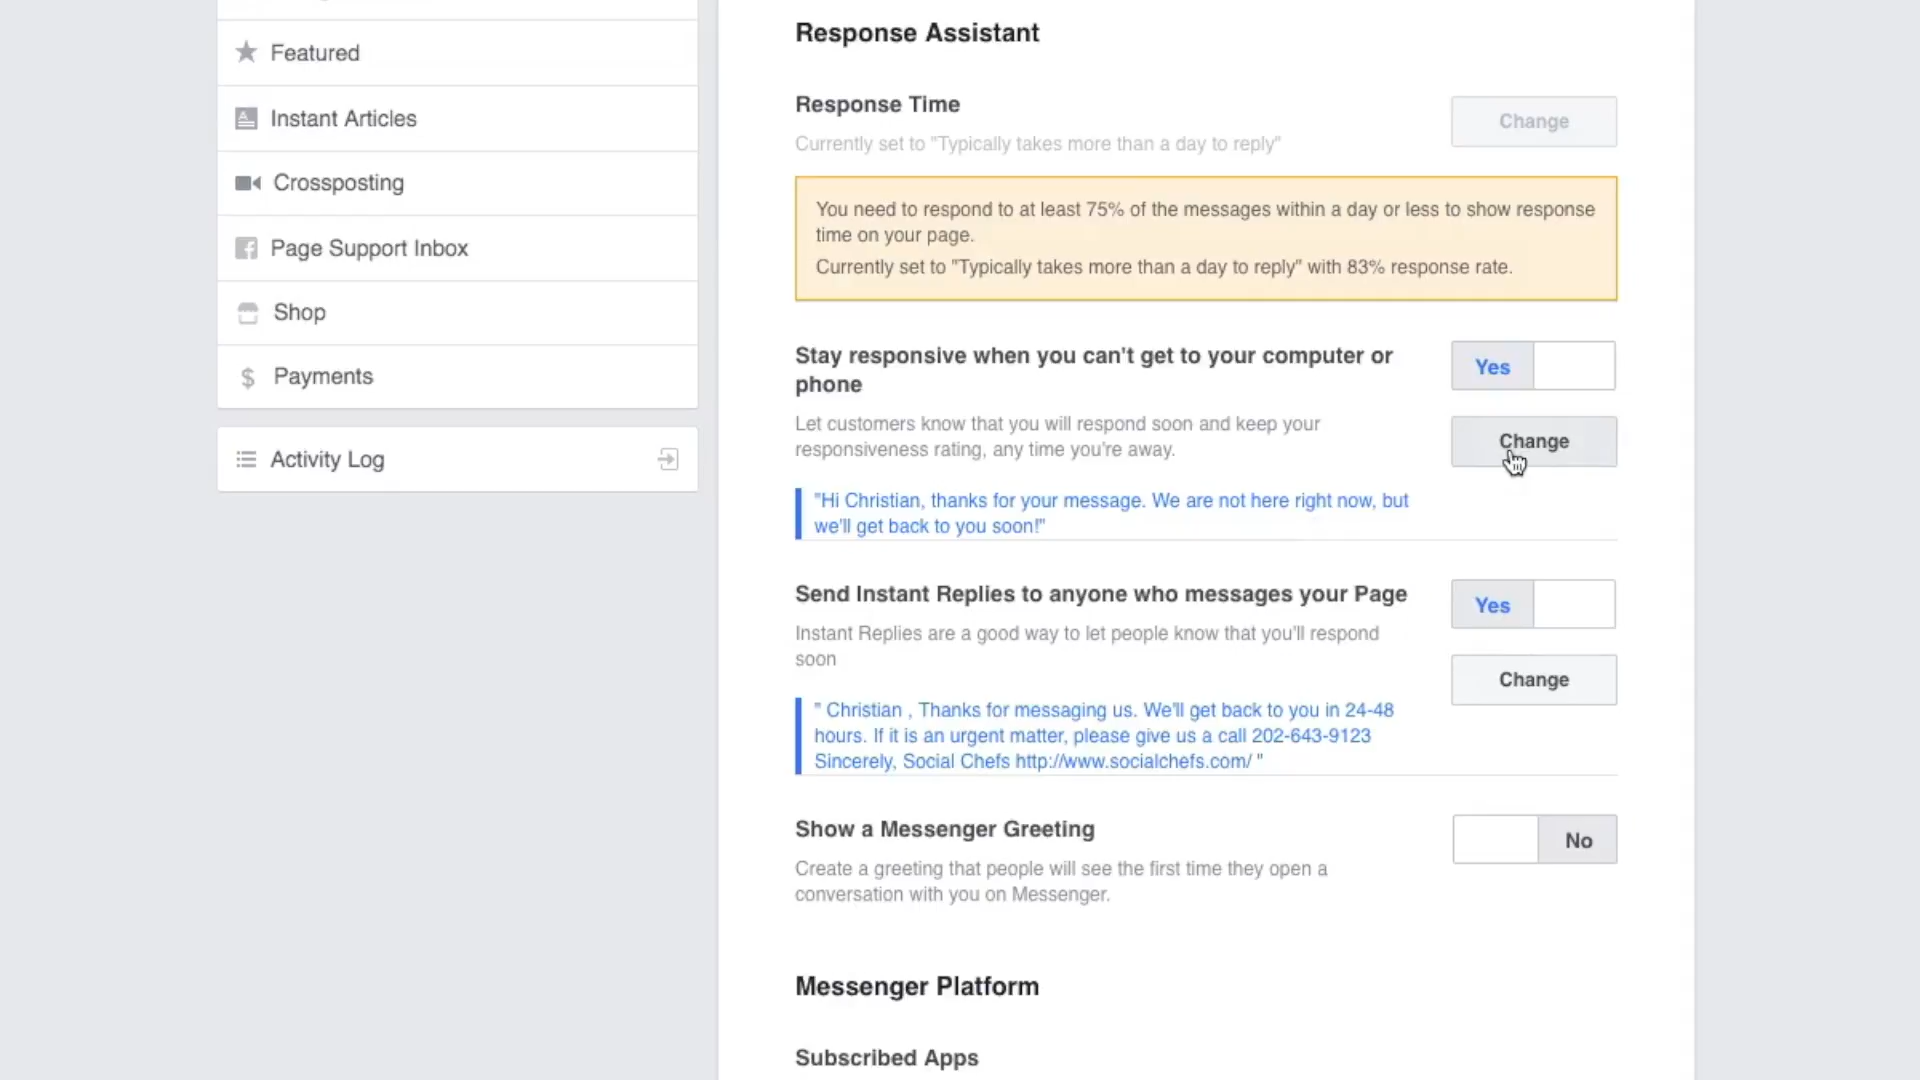 Featured
Instant Articles
Crossposting
Page Support Inbox
Shop
Payments
Activity Log
Response Assistant
Response Time
Change
Currently set to "Typically takes more than a day to reply"
You need to respond to at least 75% of the messages within a day or less to show response
time on your page.
Currently set to "Typically takes more than a day to reply" with 83% response rate.
Stay responsive when you can't get to your computer or
phone
Yes
Let customers know that you will respond soon and keep your
responsiveness rating, any time you're away.
Change
"Hi Christian, thanks for your message. We are not here right now, but
we'll get back to you soon!"
Send Instant Replies to anyone who messages your Page
Yes
Instant Replies are a good way to let people know that you'll respond
soon
Change
" Christian , Thanks for messaging us. We'll get back to you in 24-48
hours. If it is an urgent matter, please give us a call 202-643-9123
Sincerely, Social Chefs http://www.socialchefs.com/ "
Show a Messenger Greeting
No
Create a greeting that people will see the first time they open a
conversation with you on Messenger.
Messenger Platform
Subscribed Apps